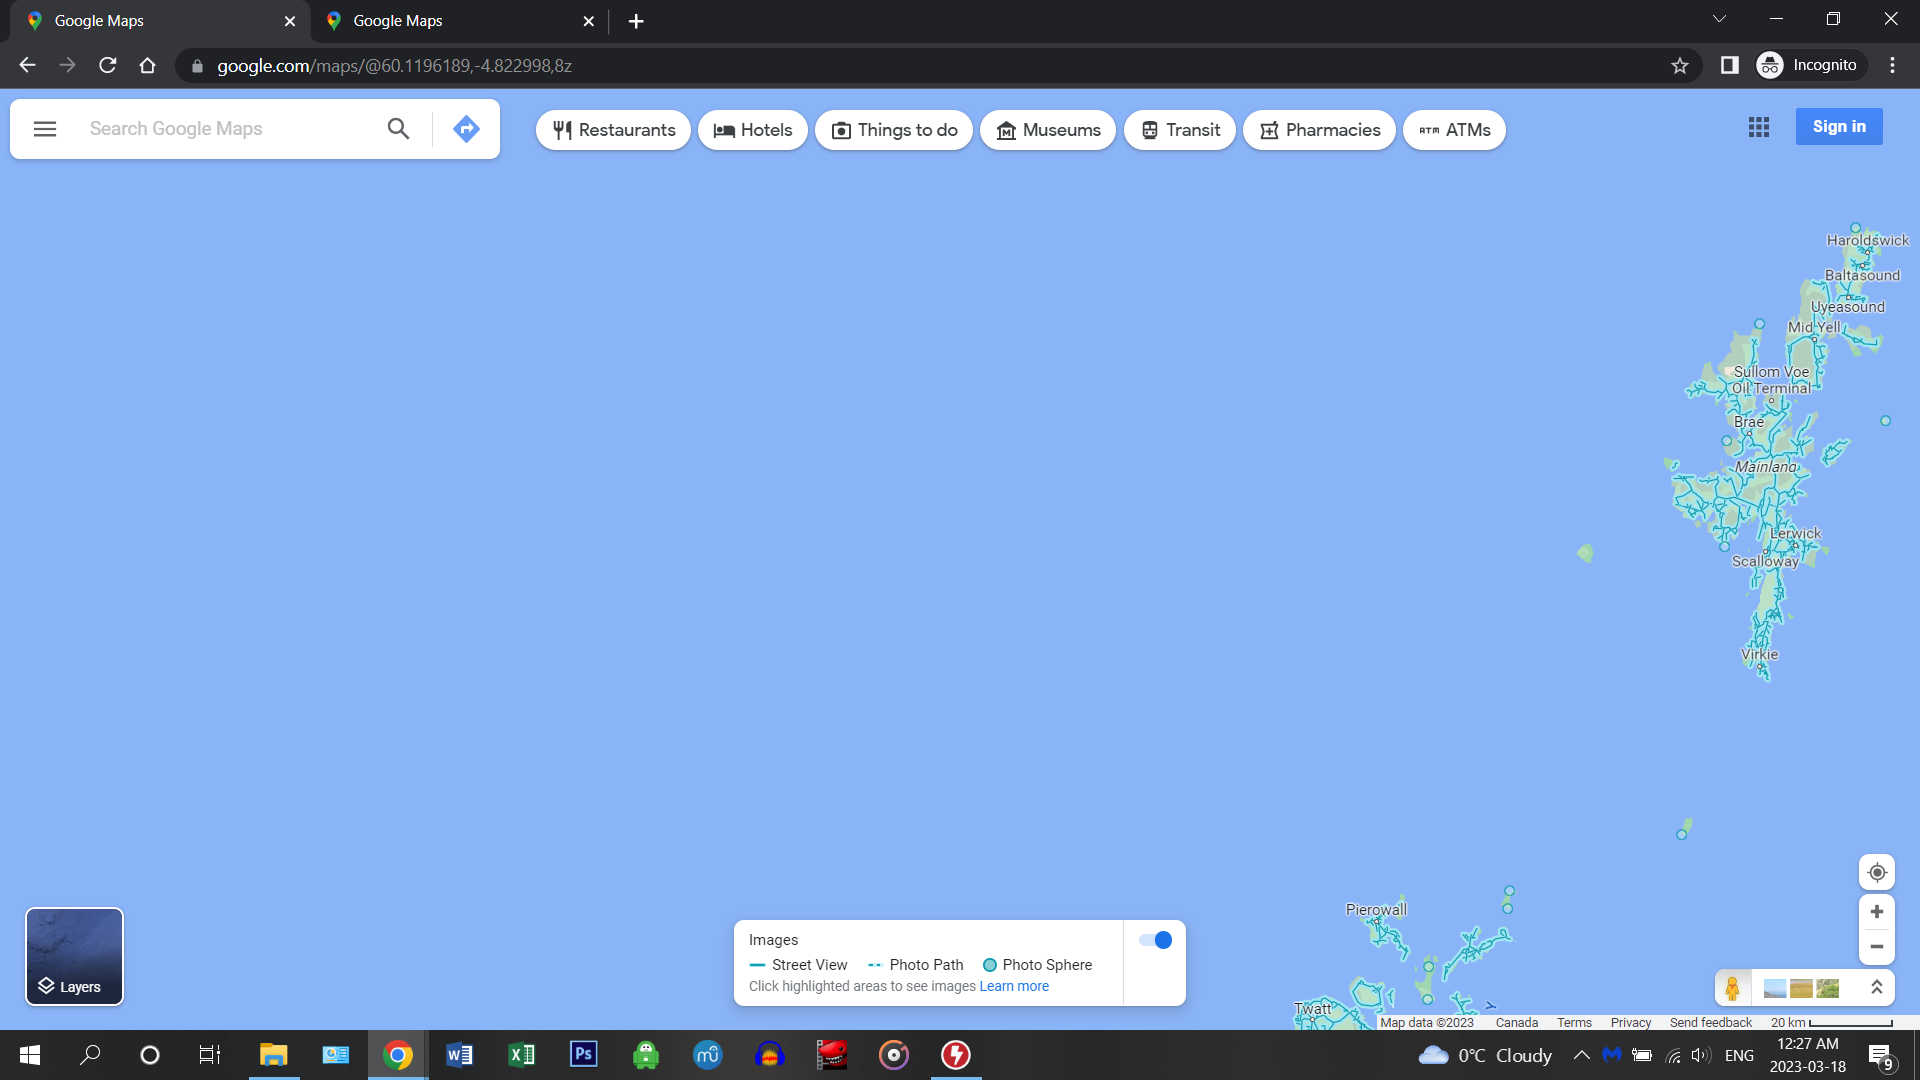 Google Maps
Google Maps
google.com/maps/@60.1196189,-4.822998,8z
Incognito
Search Google Maps
Restaurants
Hotels
Things to do
Museums
Transit
Pharmacies
ATM ATMs
Sign in
Haroldswick
Baltasound
Uyeasound
Mid Yell
Sullom Voe
Oil Terminal
Brae
Mainland
Lerwick
Scalloway
Virkie
Pierowall
Twatt
Layers
Images
Street View
Photo Path
Photo Sphere
Click highlighted areas to see images Learn more
Map data ©2023
Canada
Terms
Privacy
Send feedback
20 km
W
X
Ps
mu
0°C Cloudy
ENG
12:27 AM
2023-03-18
9